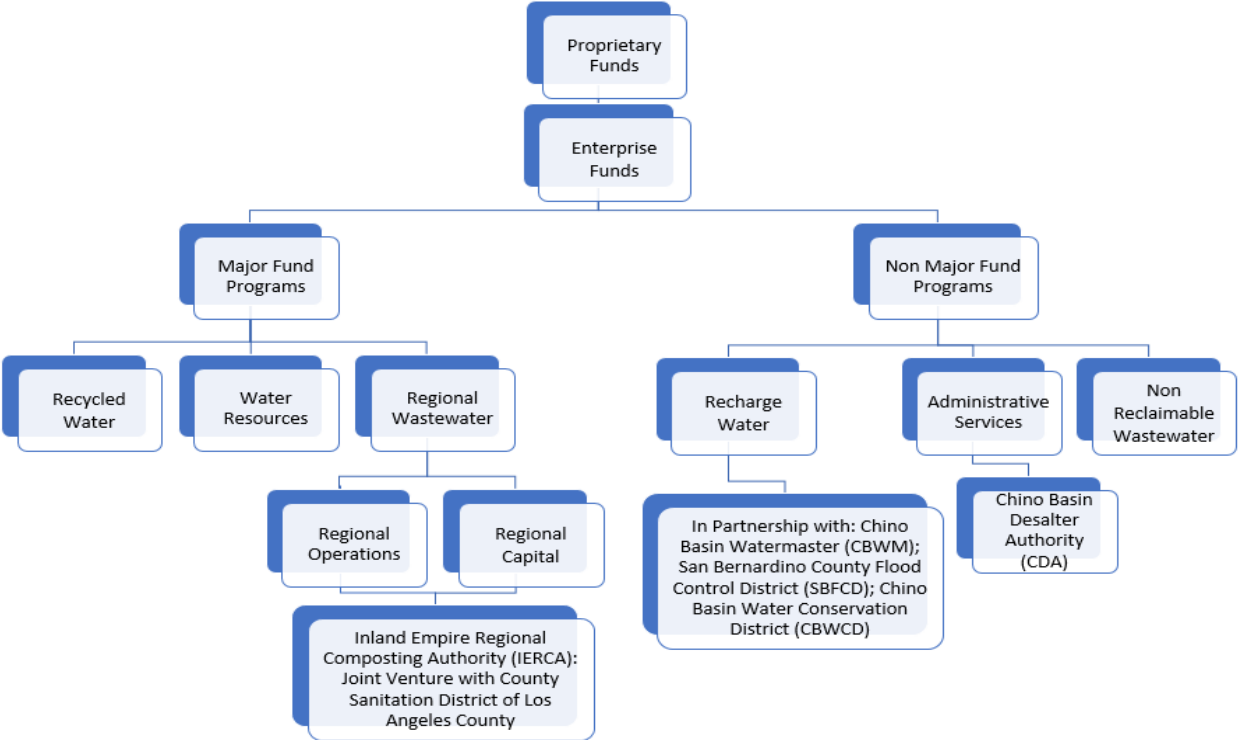 Proprietary
Funds
Enterprise
Funds
Major Fund
Programs
Non Major Fund
Programs
Recycled
Water
Water
Resources
Regional
Wastewater
Recharge
Water
Administrative
Services
Non
Reclaimable
Wastewater
Regional
Operations
Regional
Capital
In Partnership with: Chino
Basin Watermaster (CBWM);
San Bernardino County Flood
Control District (SBFCD); Chino
Basin Water Conservation
District (CBWCD)
Chino Basin
Desalter
Authority
(CDA)
Inland Empire Regional
Composting Authority (IERCA):
Joint Venture with County
Sanitation District of Los
Angeles County